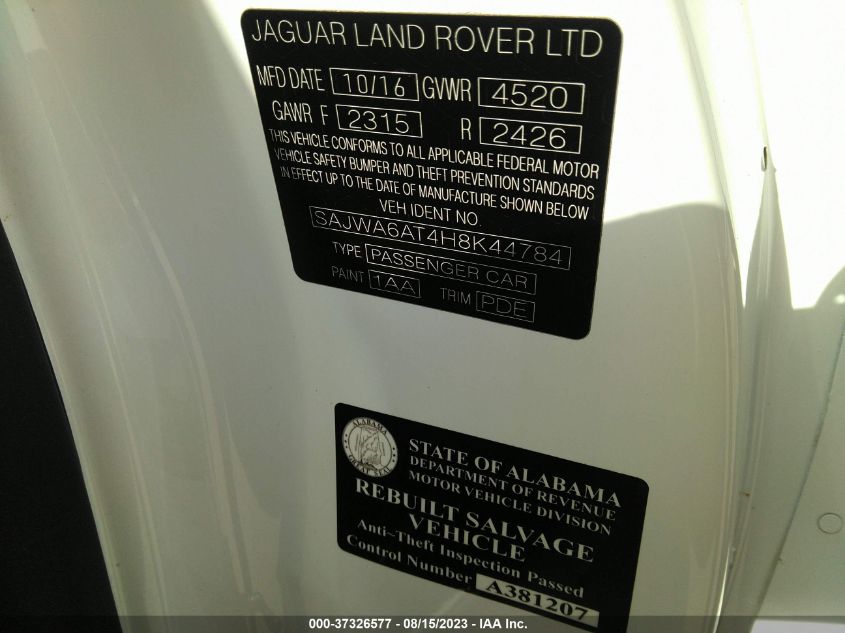 JAGUAR LAND ROVER LTD
MFD DATE 10/16 GVWR 4520
GAWR F 2315 R 2426
THIS VEHICLE CONFORMS TO ALL APPLICABLE FEDERAL MOTOR
VEHICLE SAFETY BUMPER AND THEFT PREVENTION STANDARDS
IN EFFECT UP TO THE DATE OF MANUFACTURE SHOWN BELOW
VEH IDENT NO.
SAJWA6AT4H8K44784
TYPE PASSENGER CAR
PAINT 1AA TRIM PDE
ALABAMA
GREAT SEAL
STATE OF ALABAMA
DEPARTMENT OF REVENUE
MOTOR VEHICLE DIVISION
REBUILT SALVAGE
VEHICLE
Anti~Theft Inspection Passed
Control Number A381207
000-37326577 - 08/15/2023 - IAA Inc.